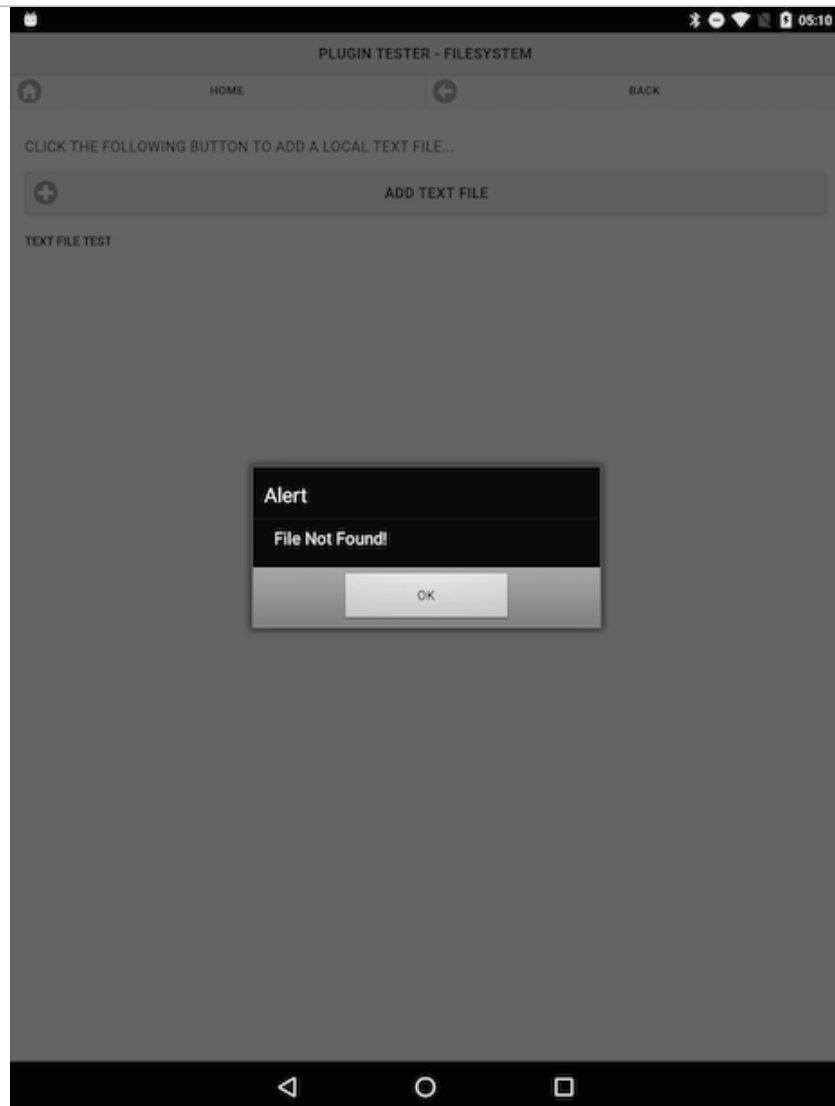 05:10
PLUGIN TESTER - FILESYSTEM
HOME BACK
CLICK THE FOLLOWING BUTTON TO ADD A LOCAL TEXT FILE...
ADD TEXT FILE
TEXT FILE TEST
Alert
File Not Found!
OK